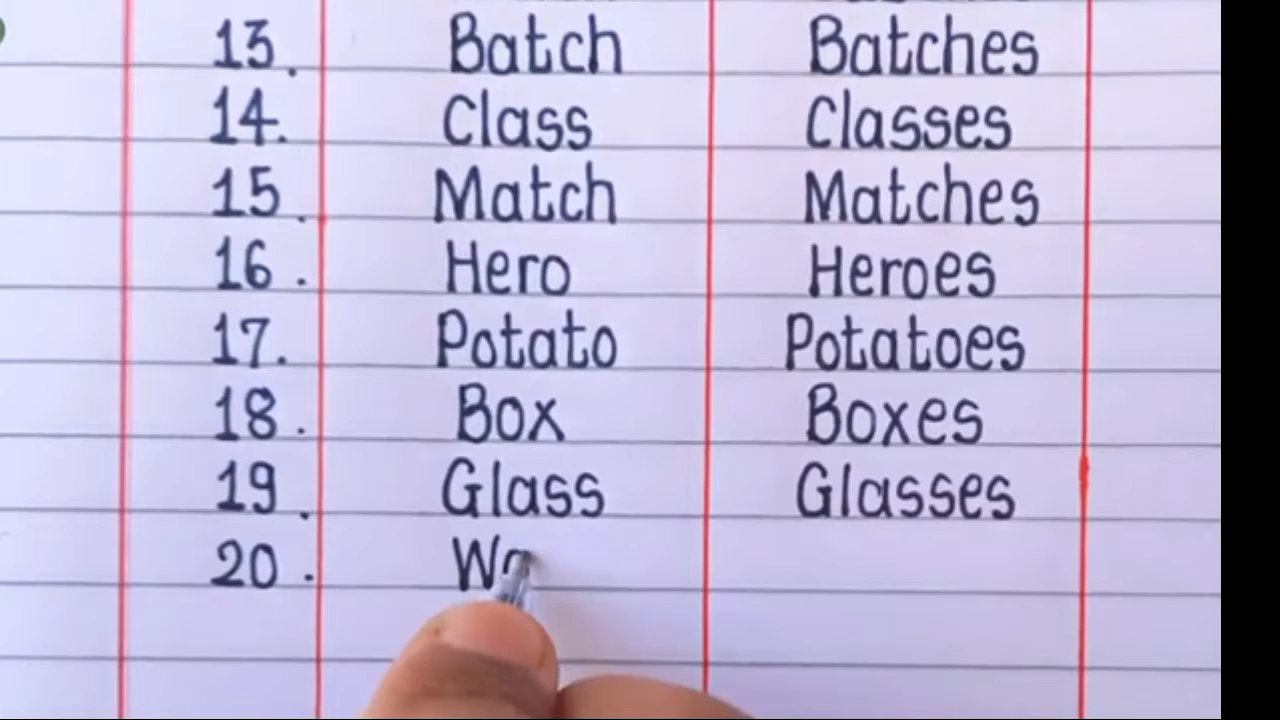 13. Batch Batches
14. Class Classes
15. Match Matches
16. Hero Heroes
17. Potato Potatoes
18. Box Boxes
19. Glass Glasses
20.